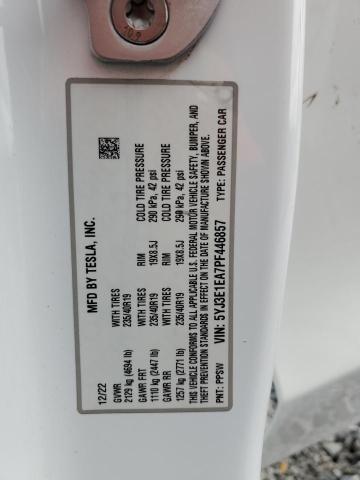 MFD BY TESLA, INC.
12/22
GVWR WITH TIRES RIM COLD TIRE PRESSURE
2129 kg (4694 lb) 235/40R19 19X8.5J 290 kPa, 42 psi
GAWR FRT WITH TIRES RIM COLD TIRE PRESSURE
1110 kg (2447 lb) 235/40R19 19X8.5J 290 kPa, 42 psi
GAWR RR
1257 kg (2771 lb)
THIS VEHICLE CONFORMS TO ALL APPLICABLE U.S. FEDERAL MOTOR VEHICLE SAFETY, BUMPER, AND
THEFT PREVENTION STANDARDS IN EFFECT ON THE DATE OF MANUFACTURE SHOWN ABOVE.
VIN: 5YJ3E1EA7PF446857
PNT: PPSW TYPE: PASSENGER CAR